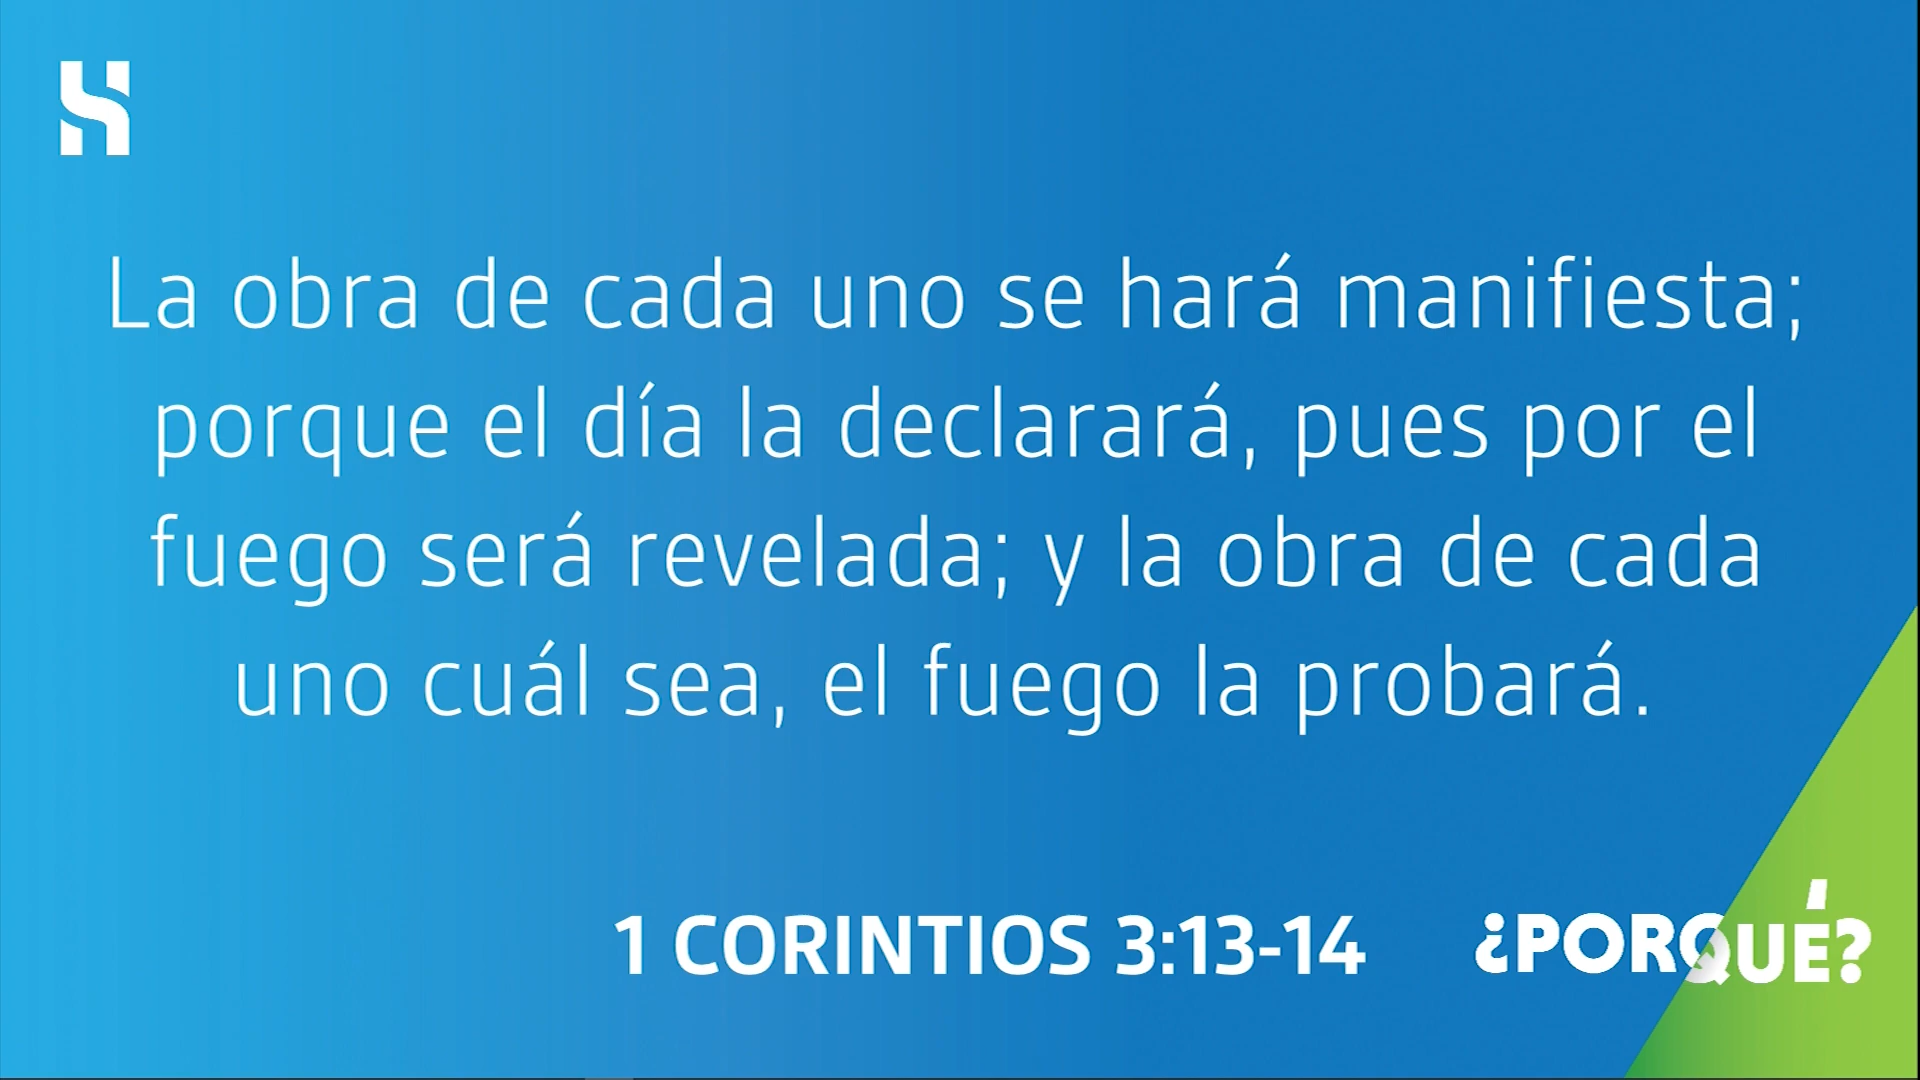 La obra de cada uno se hará manifiesta;
porque el día la declarará, pues por el
fuego será revelada; y la obra de cada
uno cuál sea, el fuego la probará.
1 CORINTIOS 3:13-14
¿PORQUÉ?